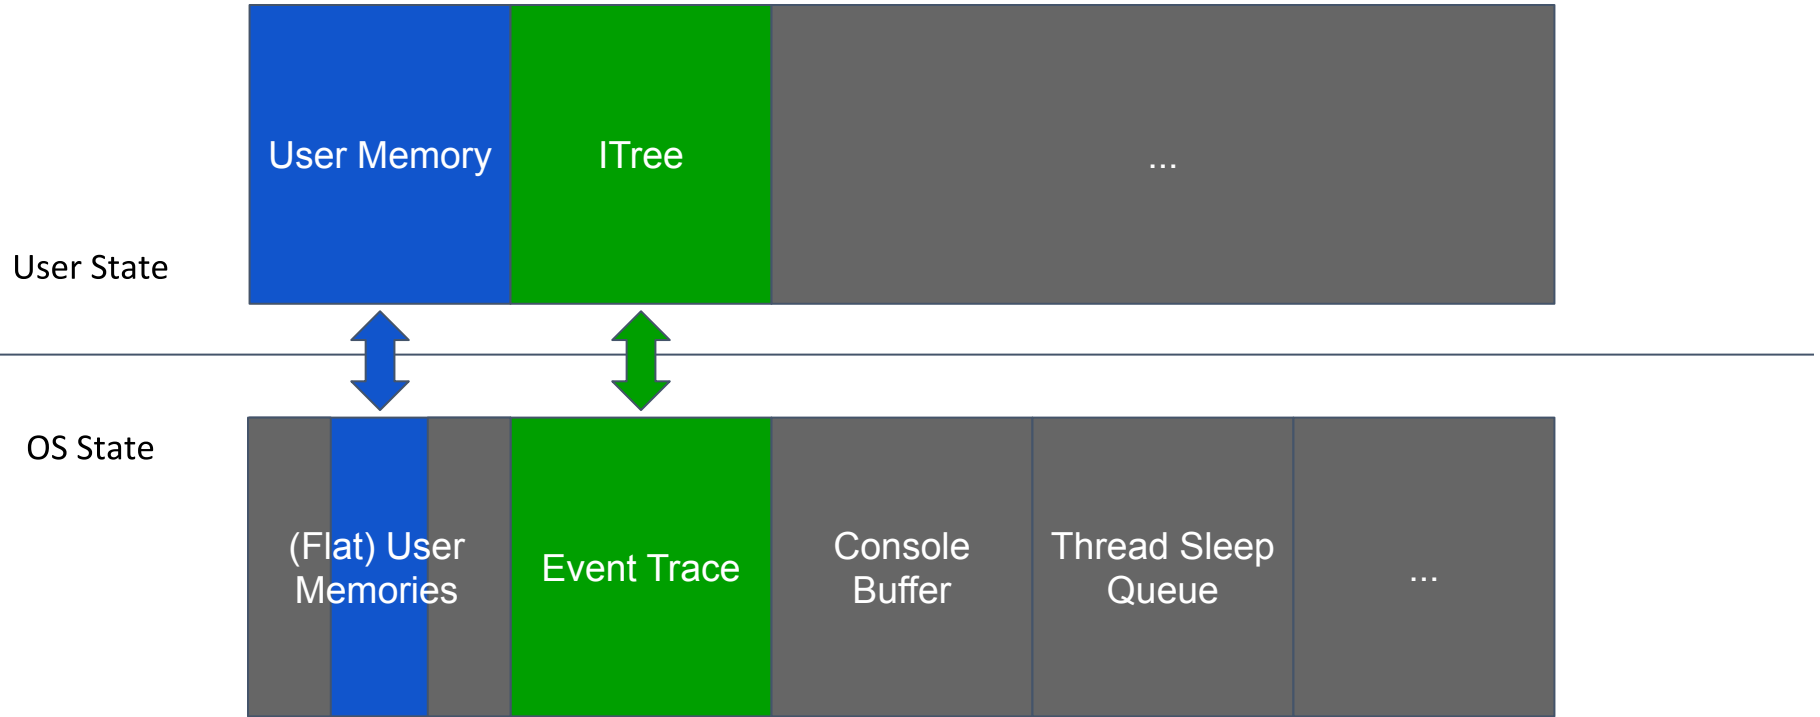 User Memory
ITree
...
User State
OS State
(Flat) User
Memories
Event Trace
Console
Buffer
Thread Sleep
Queue
...